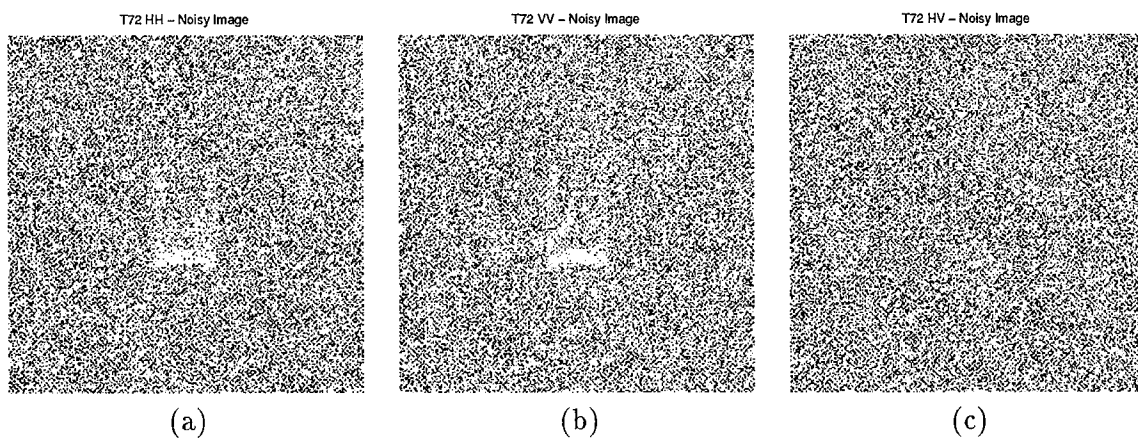 T72 HH – Noisy Image
T72 VV – Noisy Image
T72 HV – Noisy Image
(a)
(b)
(c)